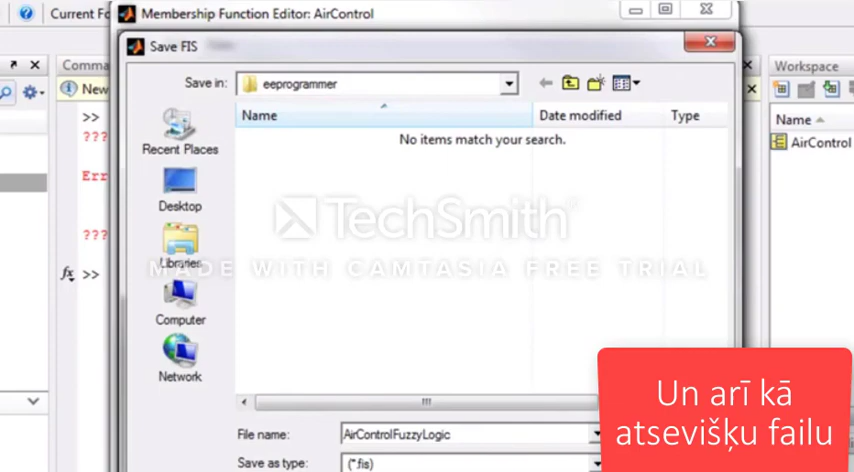 Current Fo
Membership Function Editor: AirControl
Save FIS
Comma
Workspace
New
Save in:
eeprogrammer
Name
Date modified
Type
No items match your search.
Name
AirControl
>>
???
Err
???
fx >>
Recent Places
Desktop
Libraries
Computer
Network
TechSmith
MADE WITH CAMTASIA FREE TRIAL
File name:
AirControlFuzzyLogic
Save as type:
(*.fis)
Un arī kā
atsevišķu failu